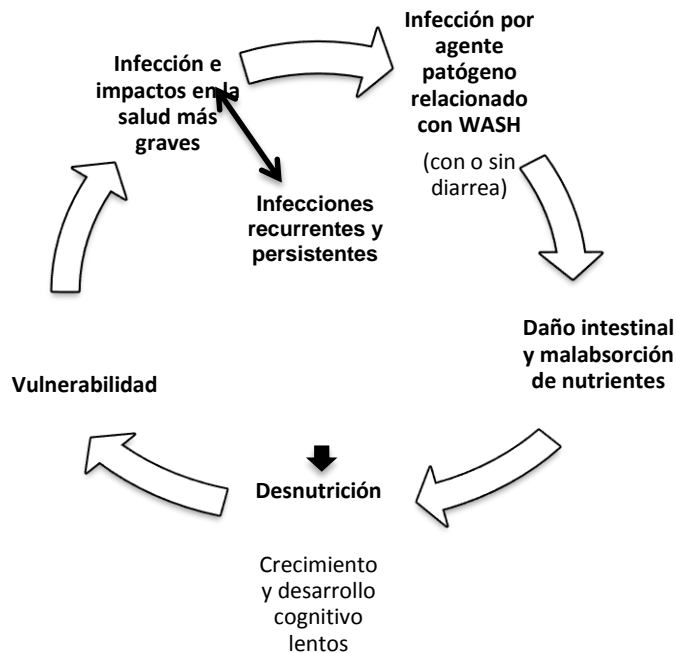 Infección e
impactos en la
salud más
graves
Infección por
agente
patógeno
relacionado
con WASH
(con o sin
diarrea)
Infecciones
recurrentes y
persistentes
Daño intestinal
y malabsorción
de nutrientes
Vulnerabilidad
Desnutrición
Crecimiento
y desarrollo
cognitivo
lentos